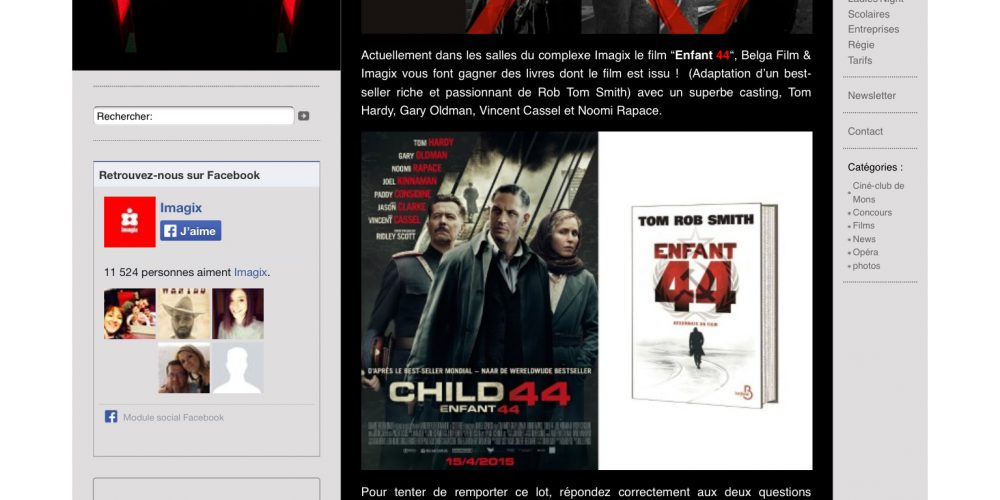 Rechercher:
Retrouvez-nous sur Facebook
imagix
Imagix
J'aime
11 524 personnes aiment Imagix.
Module social Facebook
Actuellement dans les salles du complexe Imagix le film “Enfant 44“, Belga Film &
Imagix vous font gagner des livres dont le film est issu ! (Adaptation d’un best-
seller riche et passionnant de Rob Tom Smith) avec un superbe casting, Tom
Hardy, Gary Oldman, Vincent Cassel et Noomi Rapace.
TOM HARDY
GARY OLDMAN
NOOMI RAPACE
JOEL KINNAMAN
PADDY CONSIDINE
JASON CLARKE
VINCENT CASSEL
RIDLEY SCOTT
D'APRÈS LE BEST-SELLER MONDIAL – NAAR DE WERELDWIJDE BESTSELLER
CHILD 44
ENFANT 44
15/4/2015
TOM ROB SMITH
ENFANT
44
Pour tenter de remporter ce lot, répondez correctement aux deux questions
Ladies Night
Scolaires
Entreprises
Régie
Tarifs
Newsletter
Contact
Catégories :
Ciné-club de
Mons
Concours
Films
News
Opéra
photos